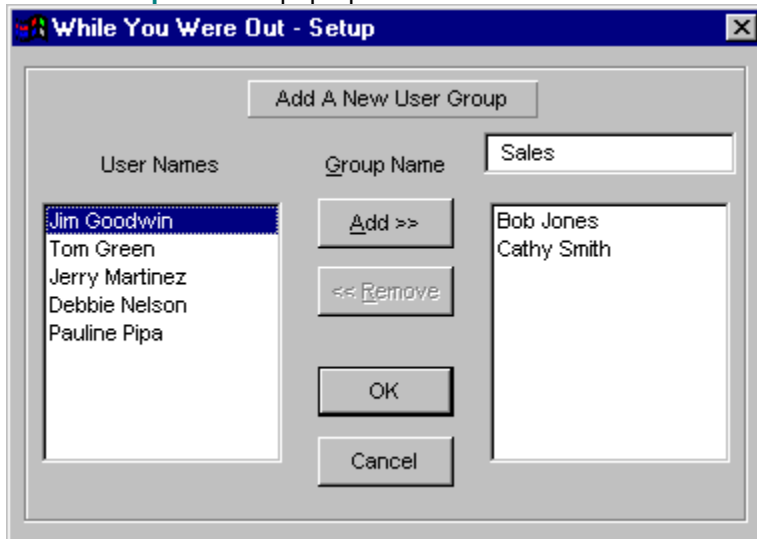 While You Were Out - Setup
Add A New User Group
User Names
Group Name
Sales
Jim Goodwin
Tom Green
Jerry Martinez
Debbie Nelson
Pauline Pipa
Add >>
<< Remove
OK
Cancel
Bob Jones
Cathy Smith